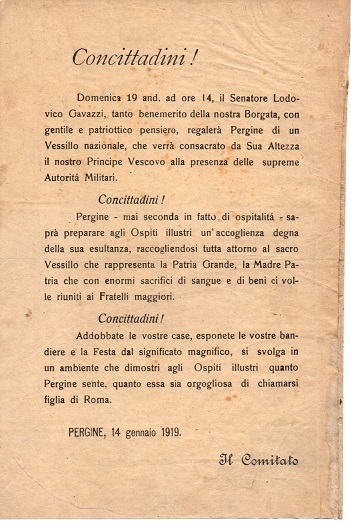 Concittadini!
Domenica 19 and. ad ore 14, il Senatore Lodo-
vico Gavazzi, tanto benemerito della nostra Borgata, con
gentile e patriottico pensiero, regalerà Pergine di un
Vessillo nazionale, che verrà consacrato da Sua Altezza
il nostro Principe Vescovo alla presenza delle supreme
Autorità Militari.
Concittadini!
Pergine - mai seconda in fatto di ospitalità - sa-
prà preparare agli Ospiti illustri un'accoglienza degna
della sua esultanza, raccogliendosi tutta attorno al sacro
Vessillo che rappresenta la Patria Grande, la Madre Pa-
tria che con enormi sacrifici di sangue e di beni ci vol-
le riuniti ai Fratelli maggiori.
Concittadini!
Addobbate le vostre case, esponete le vostre ban-
diere e la Festa dal significato magnifico, si svolga in
un ambiente che dimostri agli Ospiti illustri quanto
Pergine sente, quanto essa sia orgogliosa di chiamarsi
figlia di Roma.
PERGINE, 14 gennaio 1919.
Il Comitato